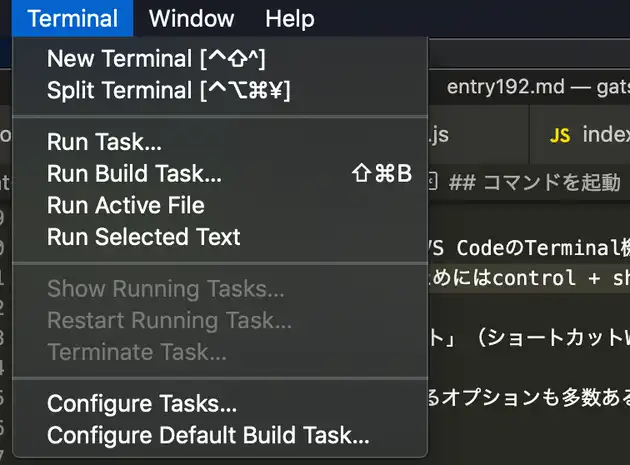 Terminal Window Help
New Terminal [^⇧^]
Split Terminal [^⌥⌘¥]
entry192.md — gats
Run Task...
.js JS index
Run Build Task... ⇧⌘B
## コマンドを起動
Run Active File
Run Selected Text
VS CodeのTerminal機
ためにはcontrol + sh
Show Running Tasks...
Restart Running Task...
ト」（ショートカットW
Terminate Task...
Configure Tasks...
るオプションも多数ある
Configure Default Build Task...